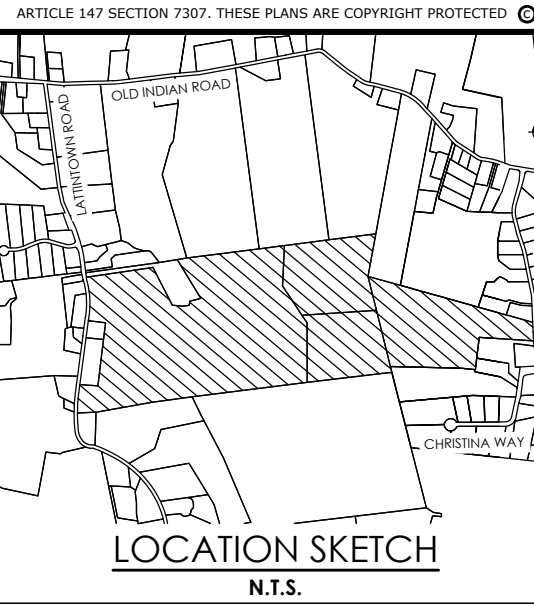 ARTICLE 147 SECTION 7307. THESE PLANS ARE COPYRIGHT PROTECTED ©
OLD INDIAN ROAD
LATTINTOWN ROAD
CHRISTINA WAY
LOCATION SKETCH
N.T.S.